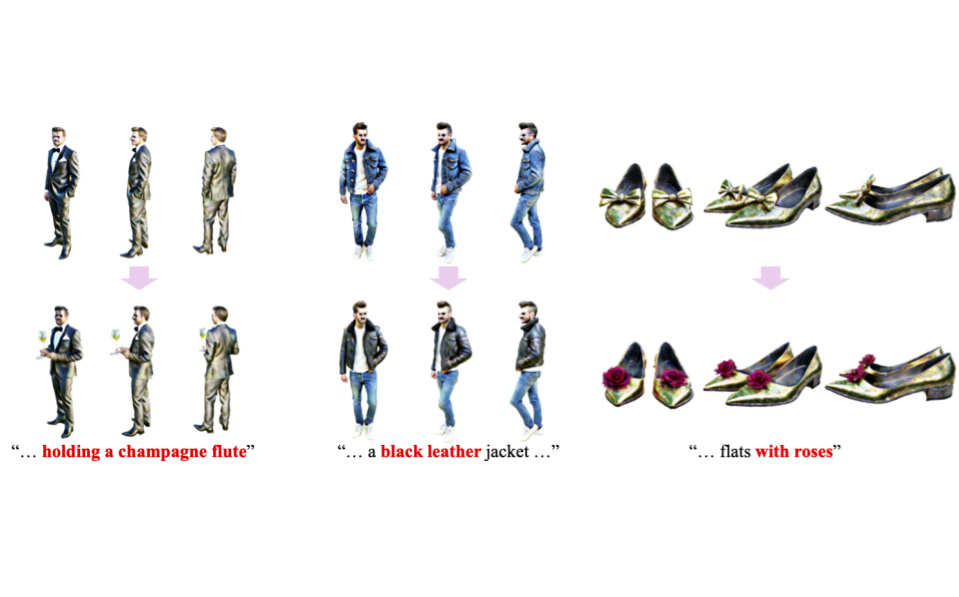 “… holding a champagne flute”
“… a black leather jacket …”
“… flats with roses”